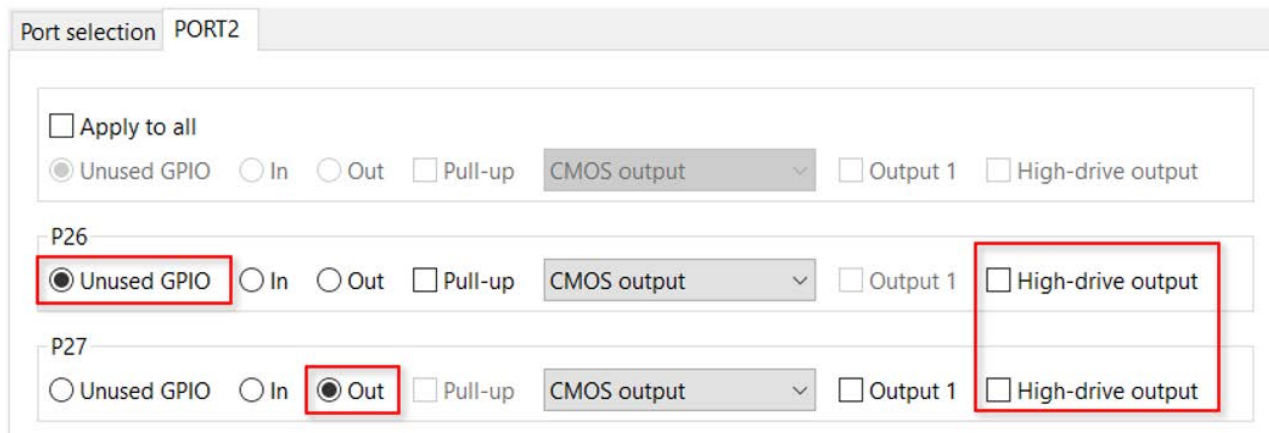 Port selection PORT2
Apply to all
Unused GPIO In Out Pull-up CMOS output Output 1 High-drive output
P26
Unused GPIO In Out Pull-up CMOS output Output 1 High-drive output
P27
Unused GPIO In Out Pull-up CMOS output Output 1 High-drive output